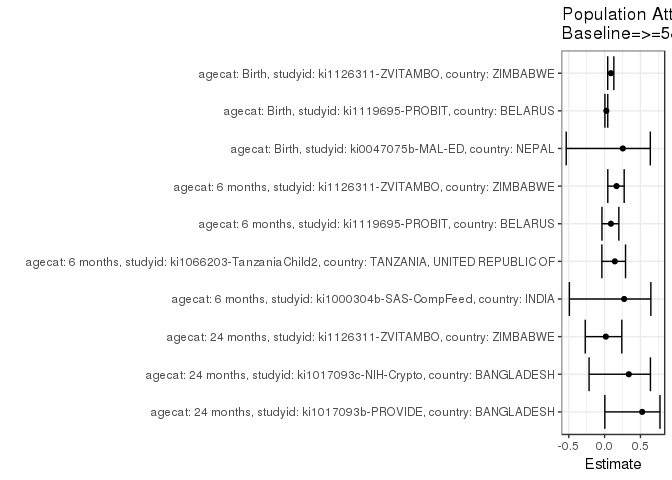 Population Att
Baseline=>=5
agecat: Birth, studyid: ki1126311-ZVITAMBO, country: ZIMBABWE
agecat: Birth, studyid: ki1119695-PROBIT, country: BELARUS
agecat: Birth, studyid: ki0047075b-MAL-ED, country: NEPAL
agecat: 6 months, studyid: ki1126311-ZVITAMBO, country: ZIMBABWE
agecat: 6 months, studyid: ki1119695-PROBIT, country: BELARUS
agecat: 6 months, studyid: ki1066203-TanzaniaChild2, country: TANZANIA, UNITED REPUBLIC OF
agecat: 6 months, studyid: ki1000304b-SAS-CompFeed, country: INDIA
agecat: 24 months, studyid: ki1126311-ZVITAMBO, country: ZIMBABWE
agecat: 24 months, studyid: ki1017093c-NIH-Crypto, country: BANGLADESH
agecat: 24 months, studyid: ki1017093b-PROVIDE, country: BANGLADESH
-0.5 0.0 0.5
Estimate